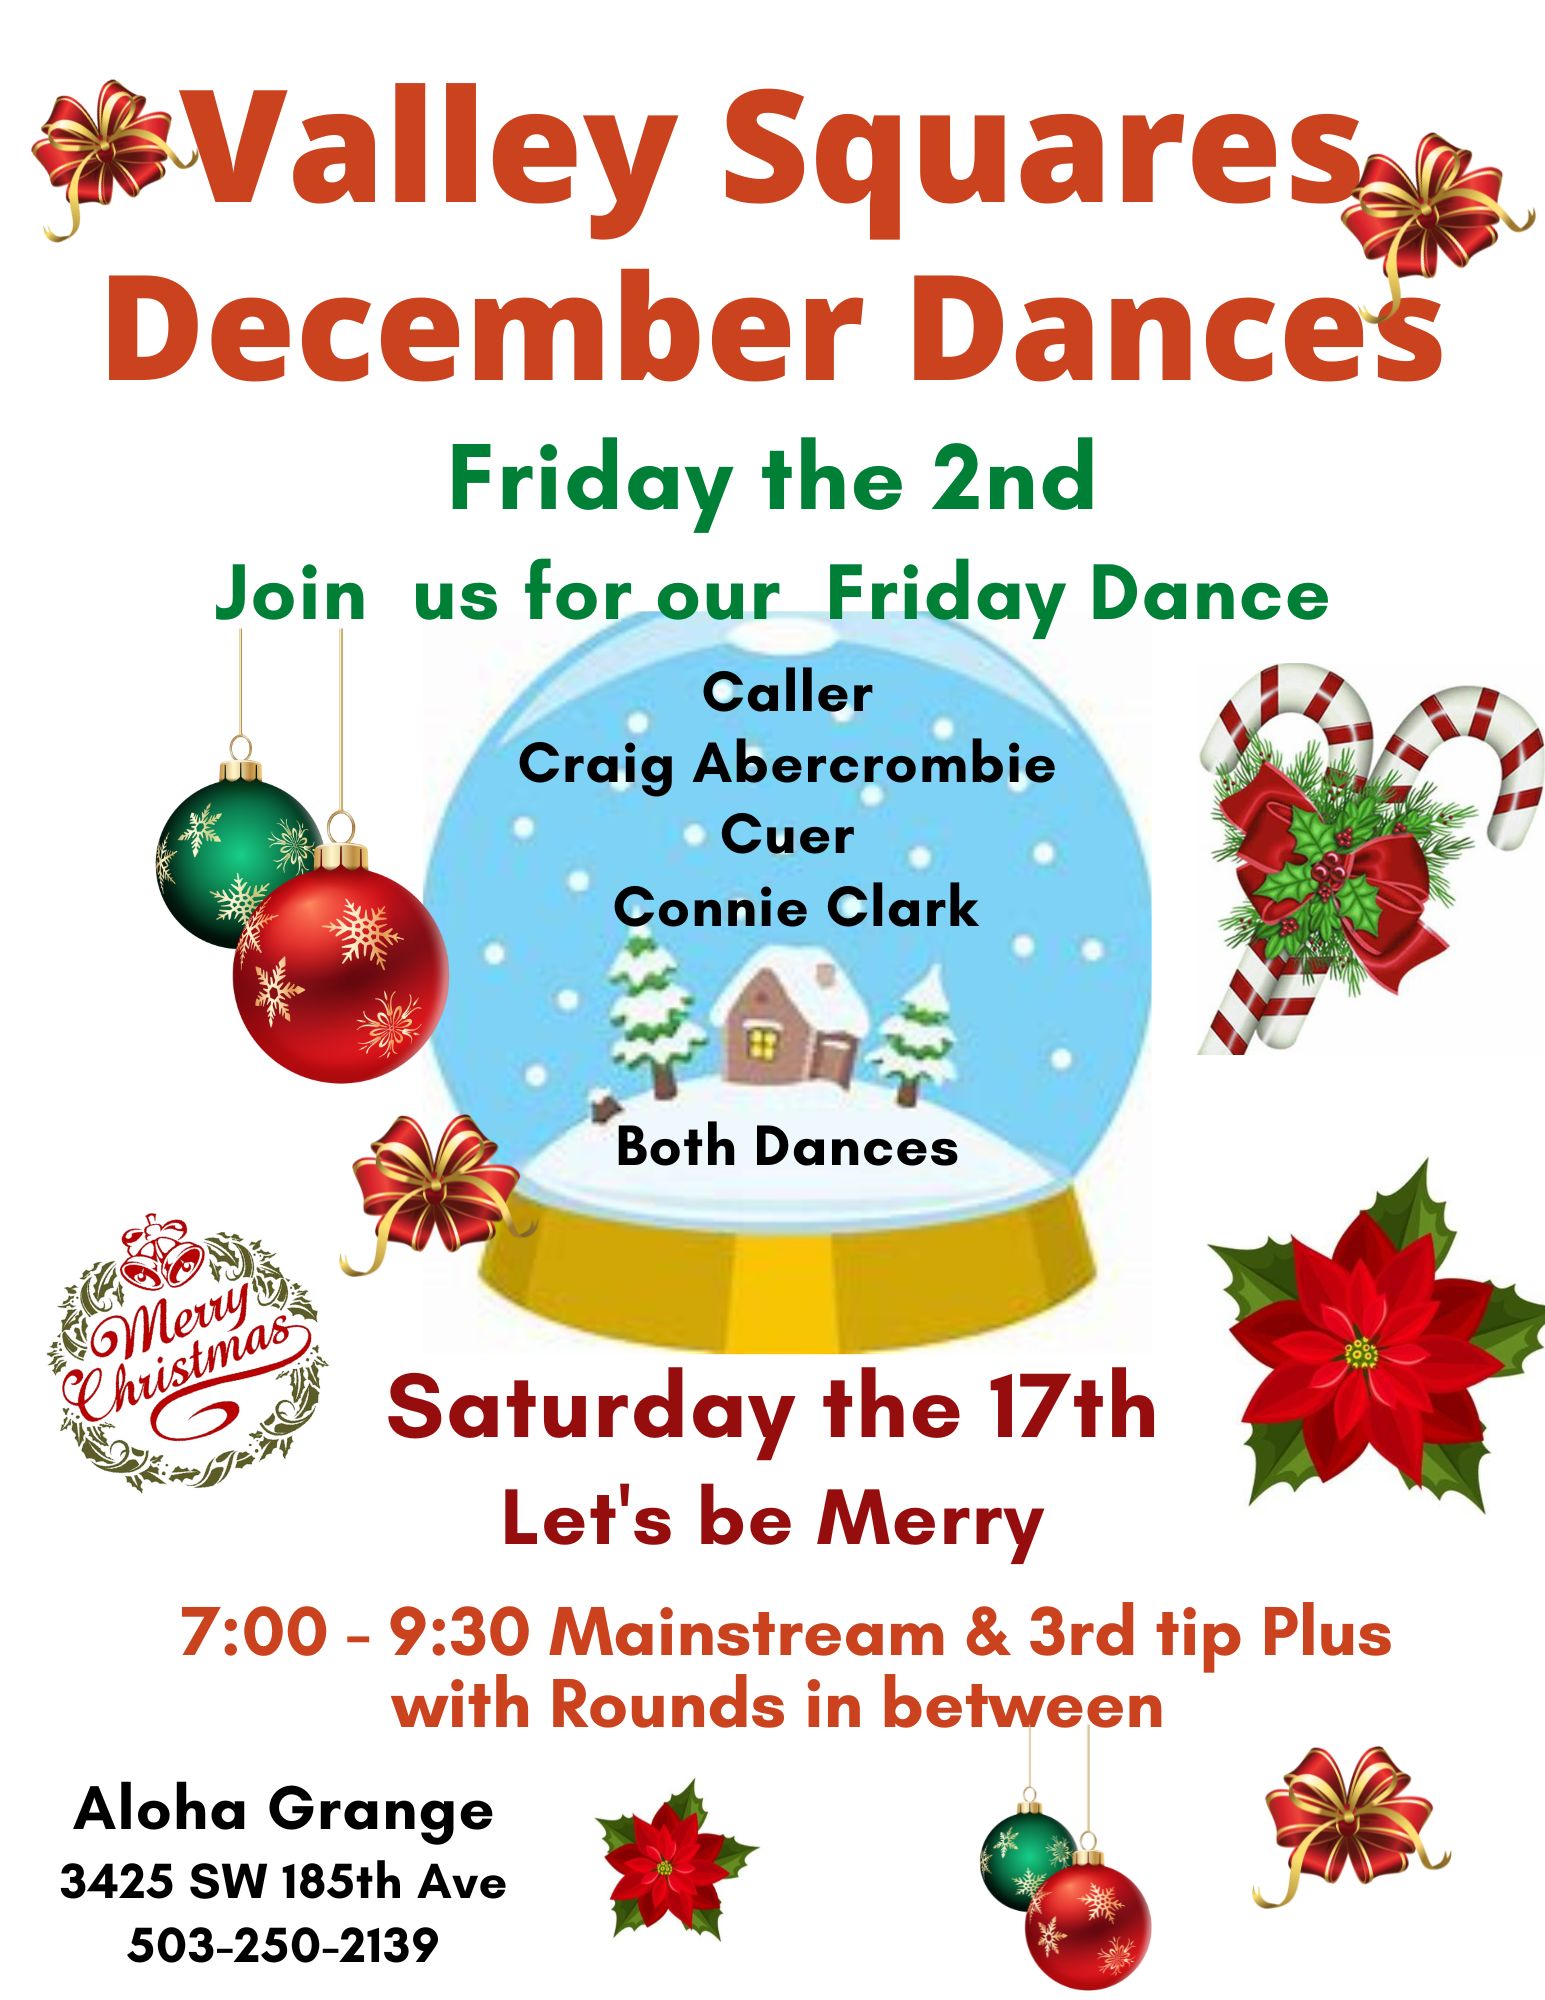 Valley Squares
December Dances
Friday the 2nd
Join us for our Friday Dance
Caller
Craig Abercrombie
Cuer
Connie Clark
Both Dances
Merry
Christmas
Saturday the 17th
Let's be Merry
7:00 - 9:30 Mainstream & 3rd tip Plus
with Rounds in between
Aloha Grange
3425 SW 185th Ave
503-250-2139